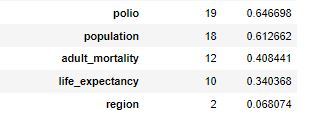 polio 19 0.646698
population 18 0.612662
adult_mortality 12 0.408441
life_expectancy 10 0.340368
region 2 0.068074